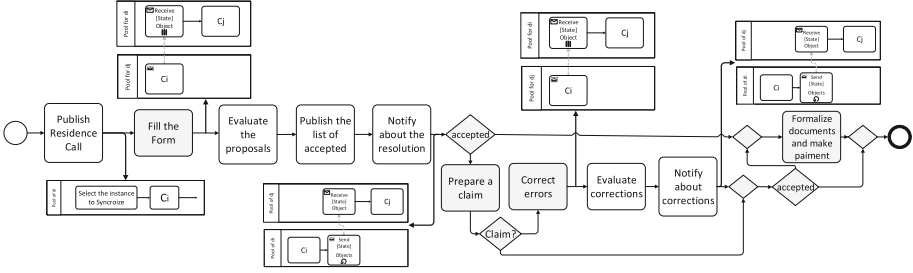 Pool for di
Receive
[State]
Object
Cj
Pool for dj
Ci
Publish
Residence
Call
Fill the
Form
Evaluate
the
proposals
Publish the
list of
accepted
Notify
about the
resolution
accepted
Pool of di
Select the instance
to Syncroize
Ci
Pool of dj
Receive
[State]
Object
Cj
Pool of di
Ci
Send
[State]
Objects
Prepare a
claim
Claim?
Correct
errors
Evaluate
corrections
Notify
about
corrections
accepted
Pool for di
Receive
[State]
Object
Cj
Pool for dj
Ci
Pool of dj
Receive
[State]
Object
Cj
Pool of di
Ci
Send
[State]
Objects
Formalize
documents
and make
paiment